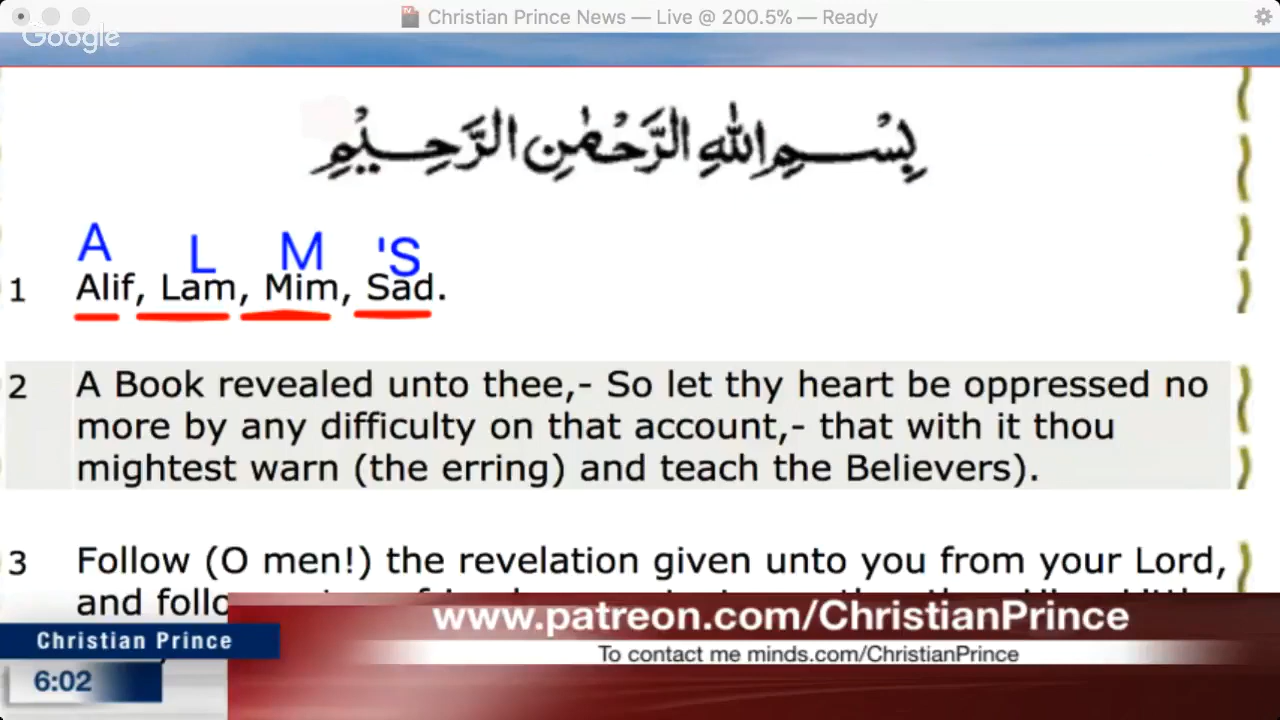 Christian Prince News — Live @ 200.5% — Ready
Google
بِسْمِ اللهِ الرَّحْمٰنِ الرَّحِيْمِ
A L M 'S
1 Alif, Lam, Mim, Sad.
2 A Book revealed unto thee,- So let thy heart be oppressed no
more by any difficulty on that account,- that with it thou
mightest warn (the erring) and teach the Believers).
3 Follow (O men!) the revelation given unto you from your Lord,
and follo
www.patreon.com/ChristianPrince
Christian Prince
To contact me minds.com/ChristianPrince
6:02